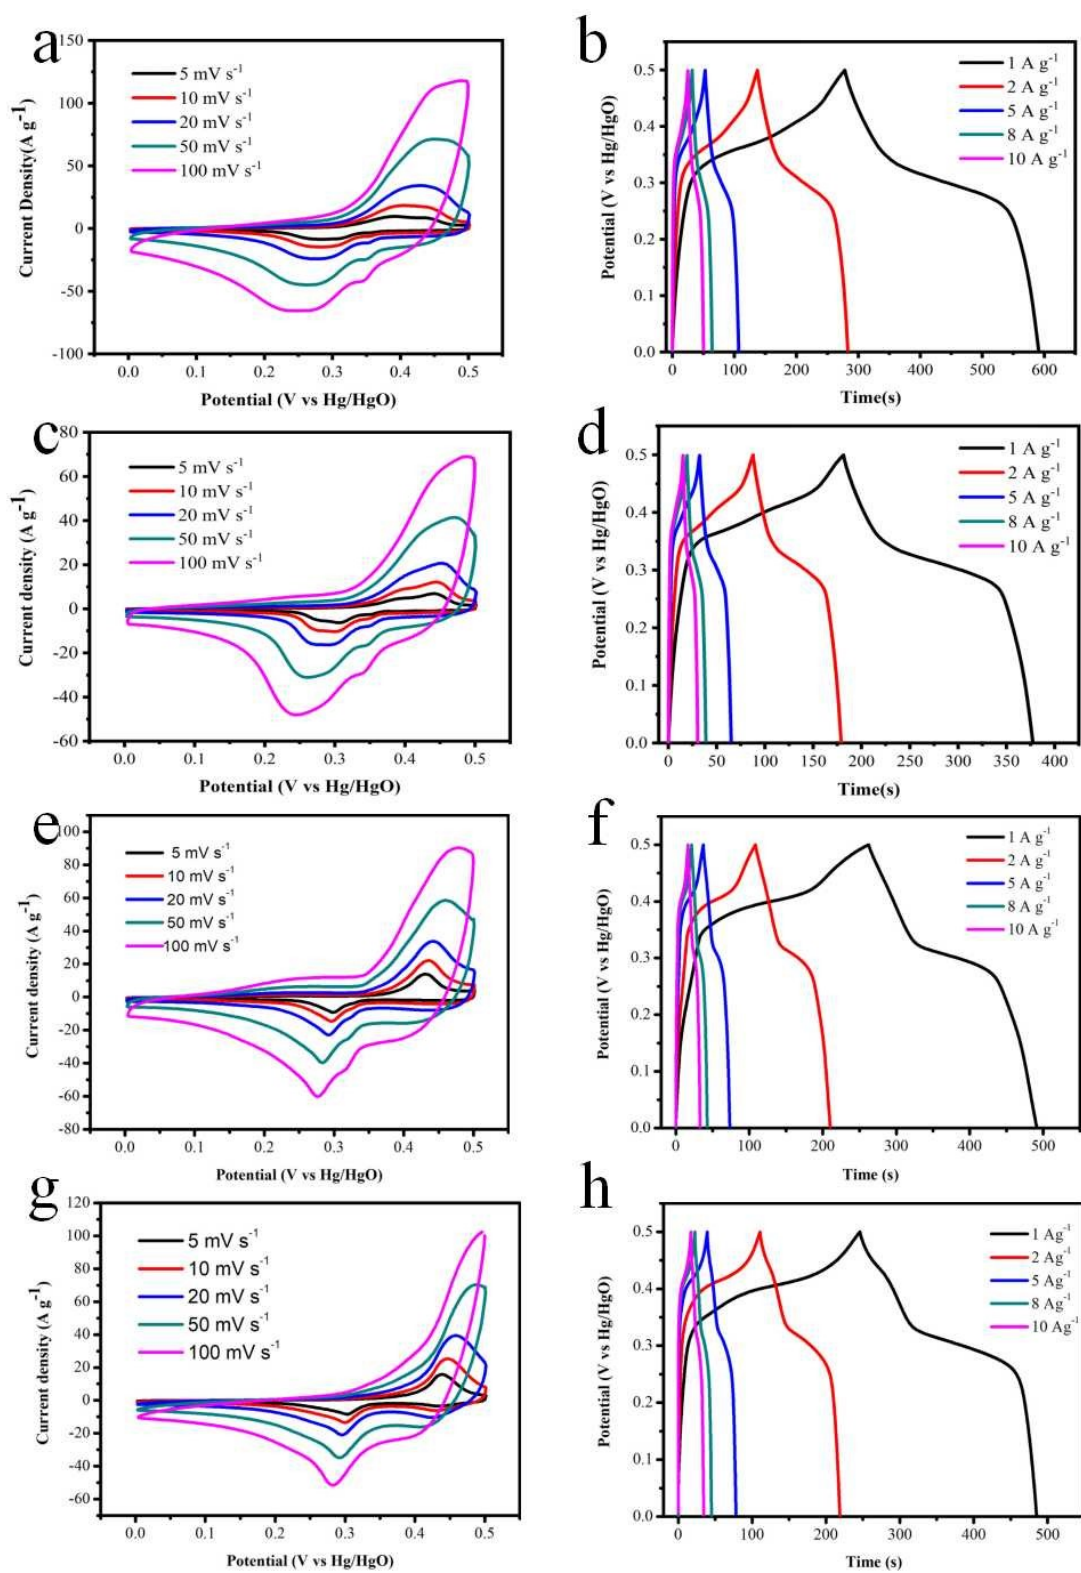 a
150
100
50
0
-50
-100
0.0 0.1 0.2 0.3 0.4 0.5
Current Density(A g⁻¹)
Potential (V vs Hg/HgO)
5 mV s⁻¹
10 mV s⁻¹
20 mV s⁻¹
50 mV s⁻¹
100 mV s⁻¹
b
0.5
0.4
0.3
0.2
0.1
0.0
0 100 200 300 400 500 600
Potential (V vs Hg/HgO)
Time(s)
1 A g⁻¹
2 A g⁻¹
5 A g⁻¹
8 A g⁻¹
10 A g⁻¹
c
80
60
40
20
0
-20
-40
-60
0.0 0.1 0.2 0.3 0.4 0.5
Current density (A g⁻¹)
Potential (V vs Hg/HgO)
5 mV s⁻¹
10 mV s⁻¹
20 mV s⁻¹
50 mV s⁻¹
100 mV s⁻¹
d
0.5
0.4
0.3
0.2
0.1
0.0
0 50 100 150 200 250 300 350 400
Potential (V vs Hg/HgO)
Time(s)
1 A g⁻¹
2 A g⁻¹
5 A g⁻¹
8 A g⁻¹
10 A g⁻¹
e
100
80
60
40
20
0
-20
-40
-60
-80
0.0 0.1 0.2 0.3 0.4 0.5
Current density (A g⁻¹)
Potential (V vs Hg/HgO)
5 mV s⁻¹
10 mV s⁻¹
20 mV s⁻¹
50 mV s⁻¹
100 mV s⁻¹
f
0.5
0.4
0.3
0.2
0.1
0.0
0 100 200 300 400 500
Potential (V vs Hg/HgO)
Time (s)
1 A g⁻¹
2 A g⁻¹
5 A g⁻¹
8 A g⁻¹
10 A g⁻¹
g
120
100
80
60
40
20
0
-20
-40
-60
0.0 0.1 0.2 0.3 0.4 0.5
Current density (A g⁻¹)
Potential (V vs Hg/HgO)
5 mV s⁻¹
10 mV s⁻¹
20 mV s⁻¹
50 mV s⁻¹
100 mV s⁻¹
h
0.5
0.4
0.3
0.2
0.1
0.0
0 100 200 300 400 500
Potential (V vs Hg/HgO)
Time (s)
1 Ag⁻¹
2 Ag⁻¹
5 Ag⁻¹
8 Ag⁻¹
10 Ag⁻¹